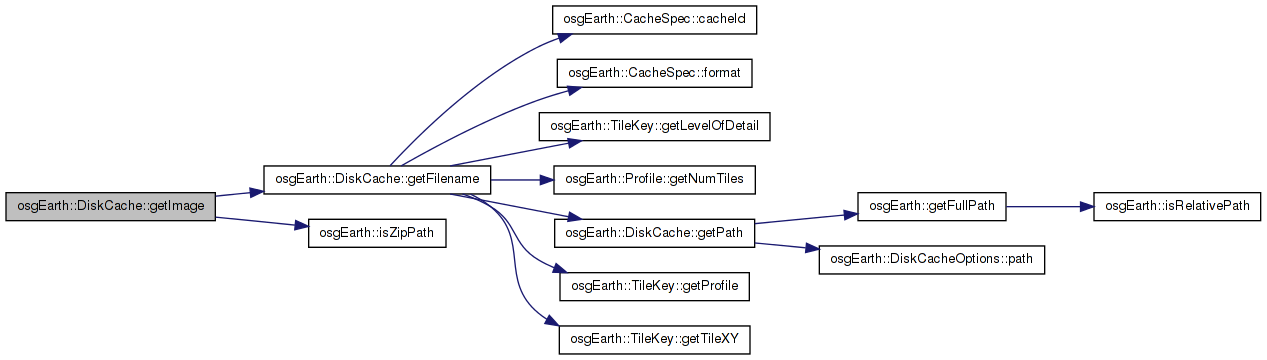 osgEarth::CacheSpec::cacheId
osgEarth::CacheSpec::format
osgEarth::TileKey::getLevelOfDetail
osgEarth::DiskCache::getFilename
osgEarth::Profile::getNumTiles
osgEarth::DiskCache::getImage
osgEarth::getFullPath
osgEarth::isRelativePath
osgEarth::isZipPath
osgEarth::DiskCache::getPath
osgEarth::DiskCacheOptions::path
osgEarth::TileKey::getProfile
osgEarth::TileKey::getTileXY